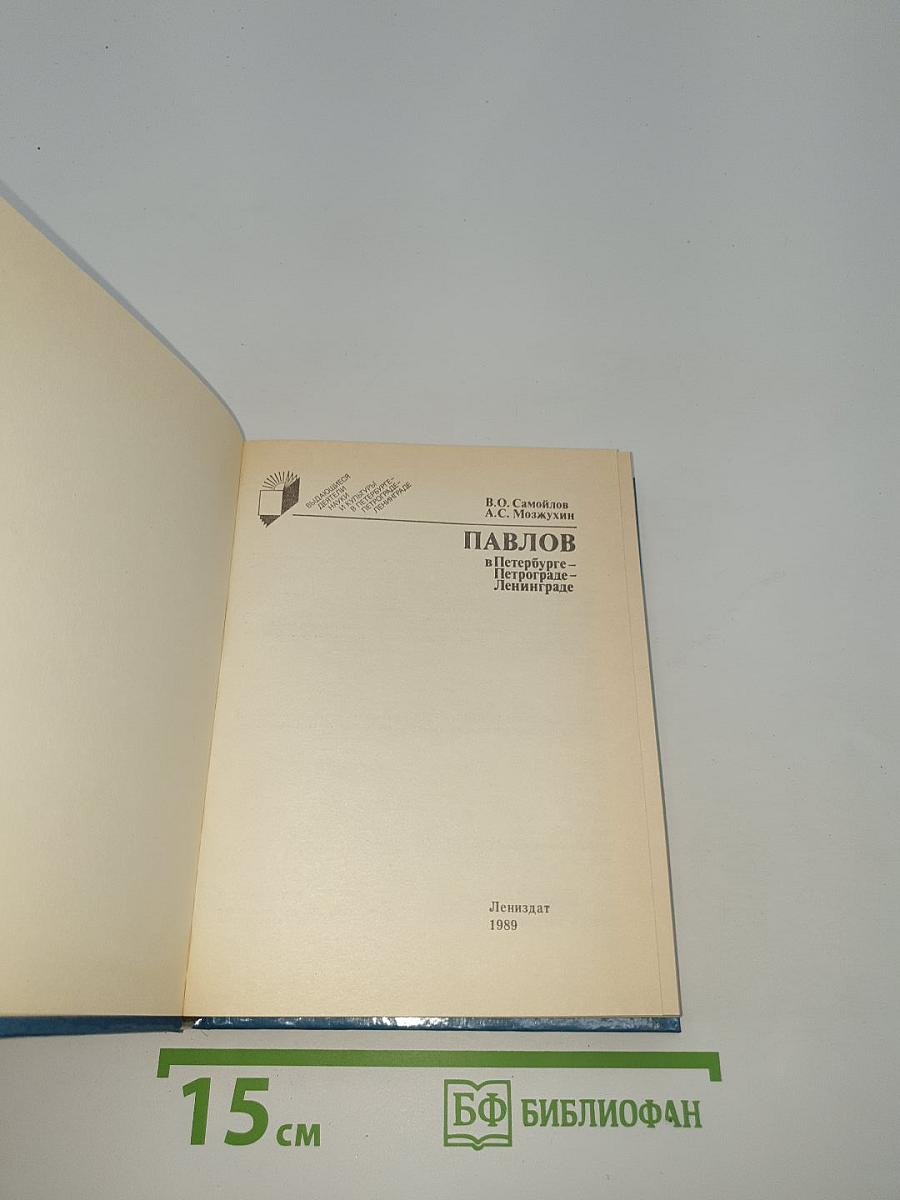 ВЫДАЮЩИЕСЯ
ДЕЯТЕЛИ
НАУКИ
И КУЛЬТУРЫ
В ПЕТЕРБУРГЕ–
ПЕТРОГРАДЕ–
ЛЕНИНГРАДЕ
В.О. Самойлов
А.С. Мозжухин
ПАВЛОВ
в Петербурге–
Петрограде–
Ленинграде
Лениздат
1989
15 см
БФ БИБЛИОФАН